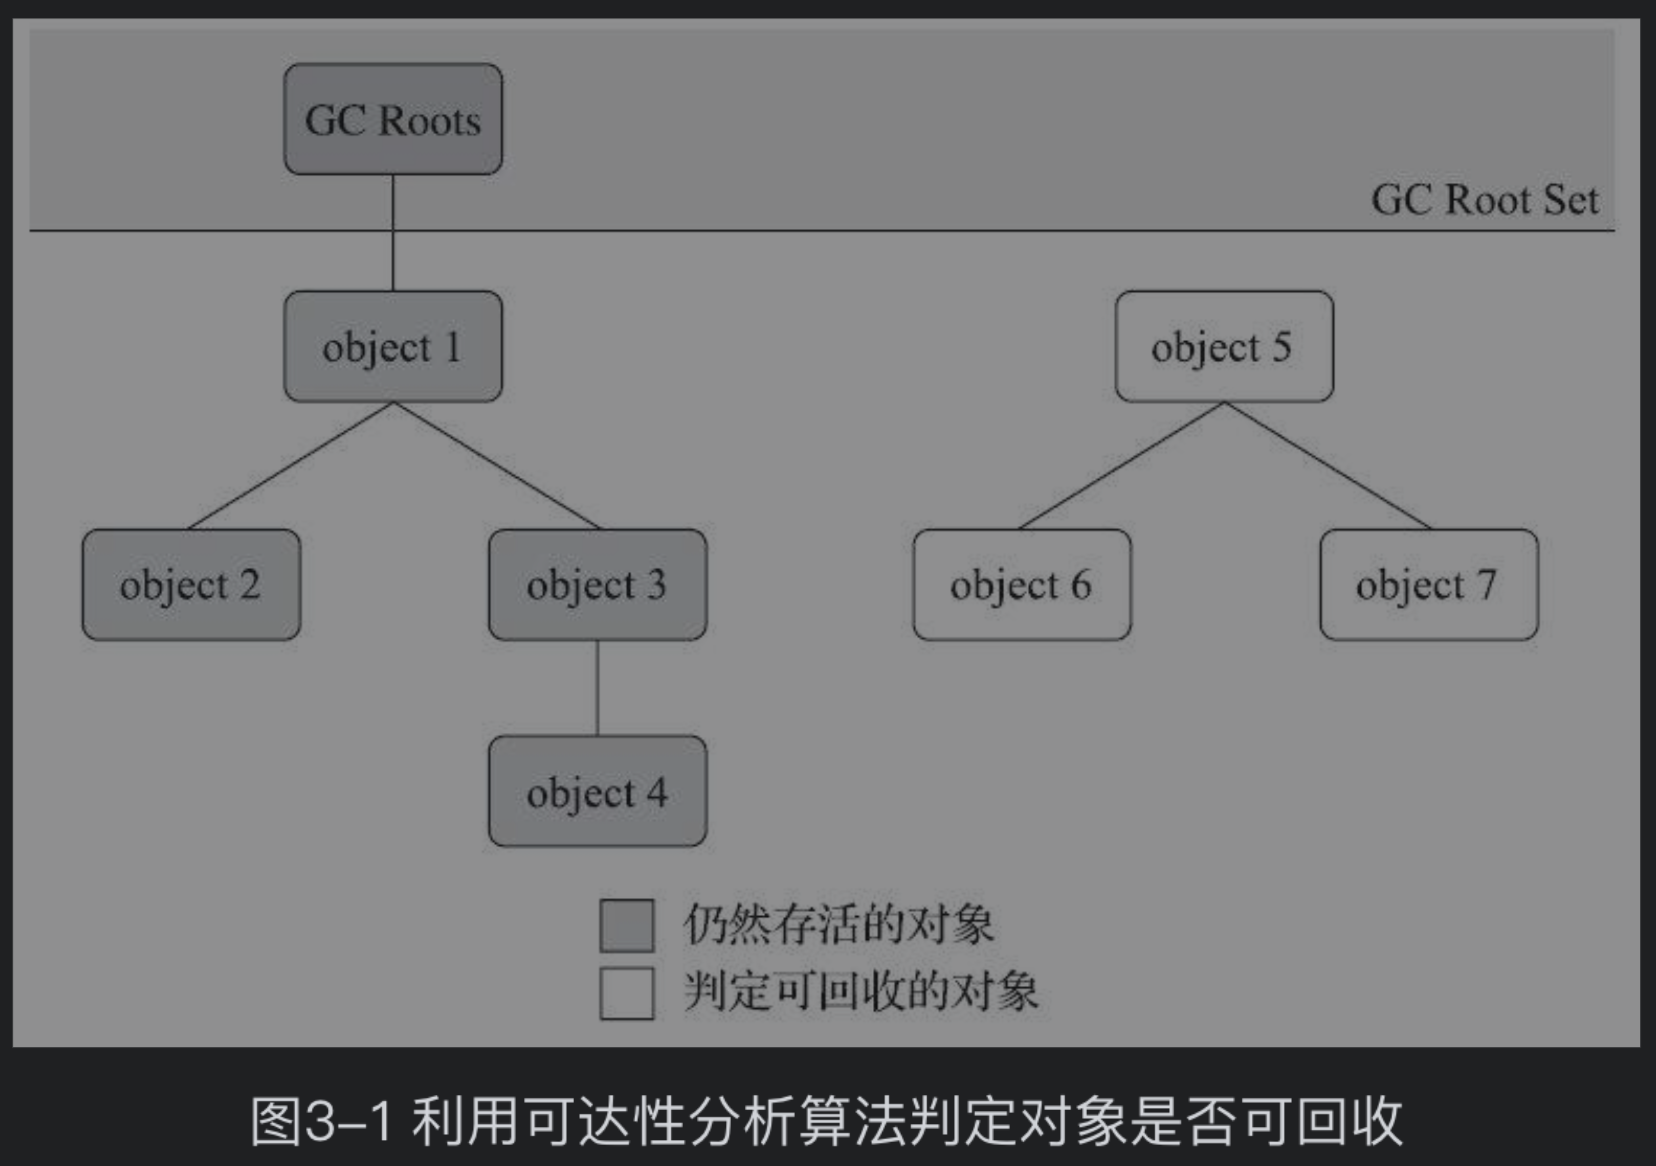 GC Roots
GC Root Set
object 1
object 5
object 2
object 3
object 6
object 7
object 4
仍然存活的对象
判定可回收的对象
图3-1 利用可达性分析算法判定对象是否可回收